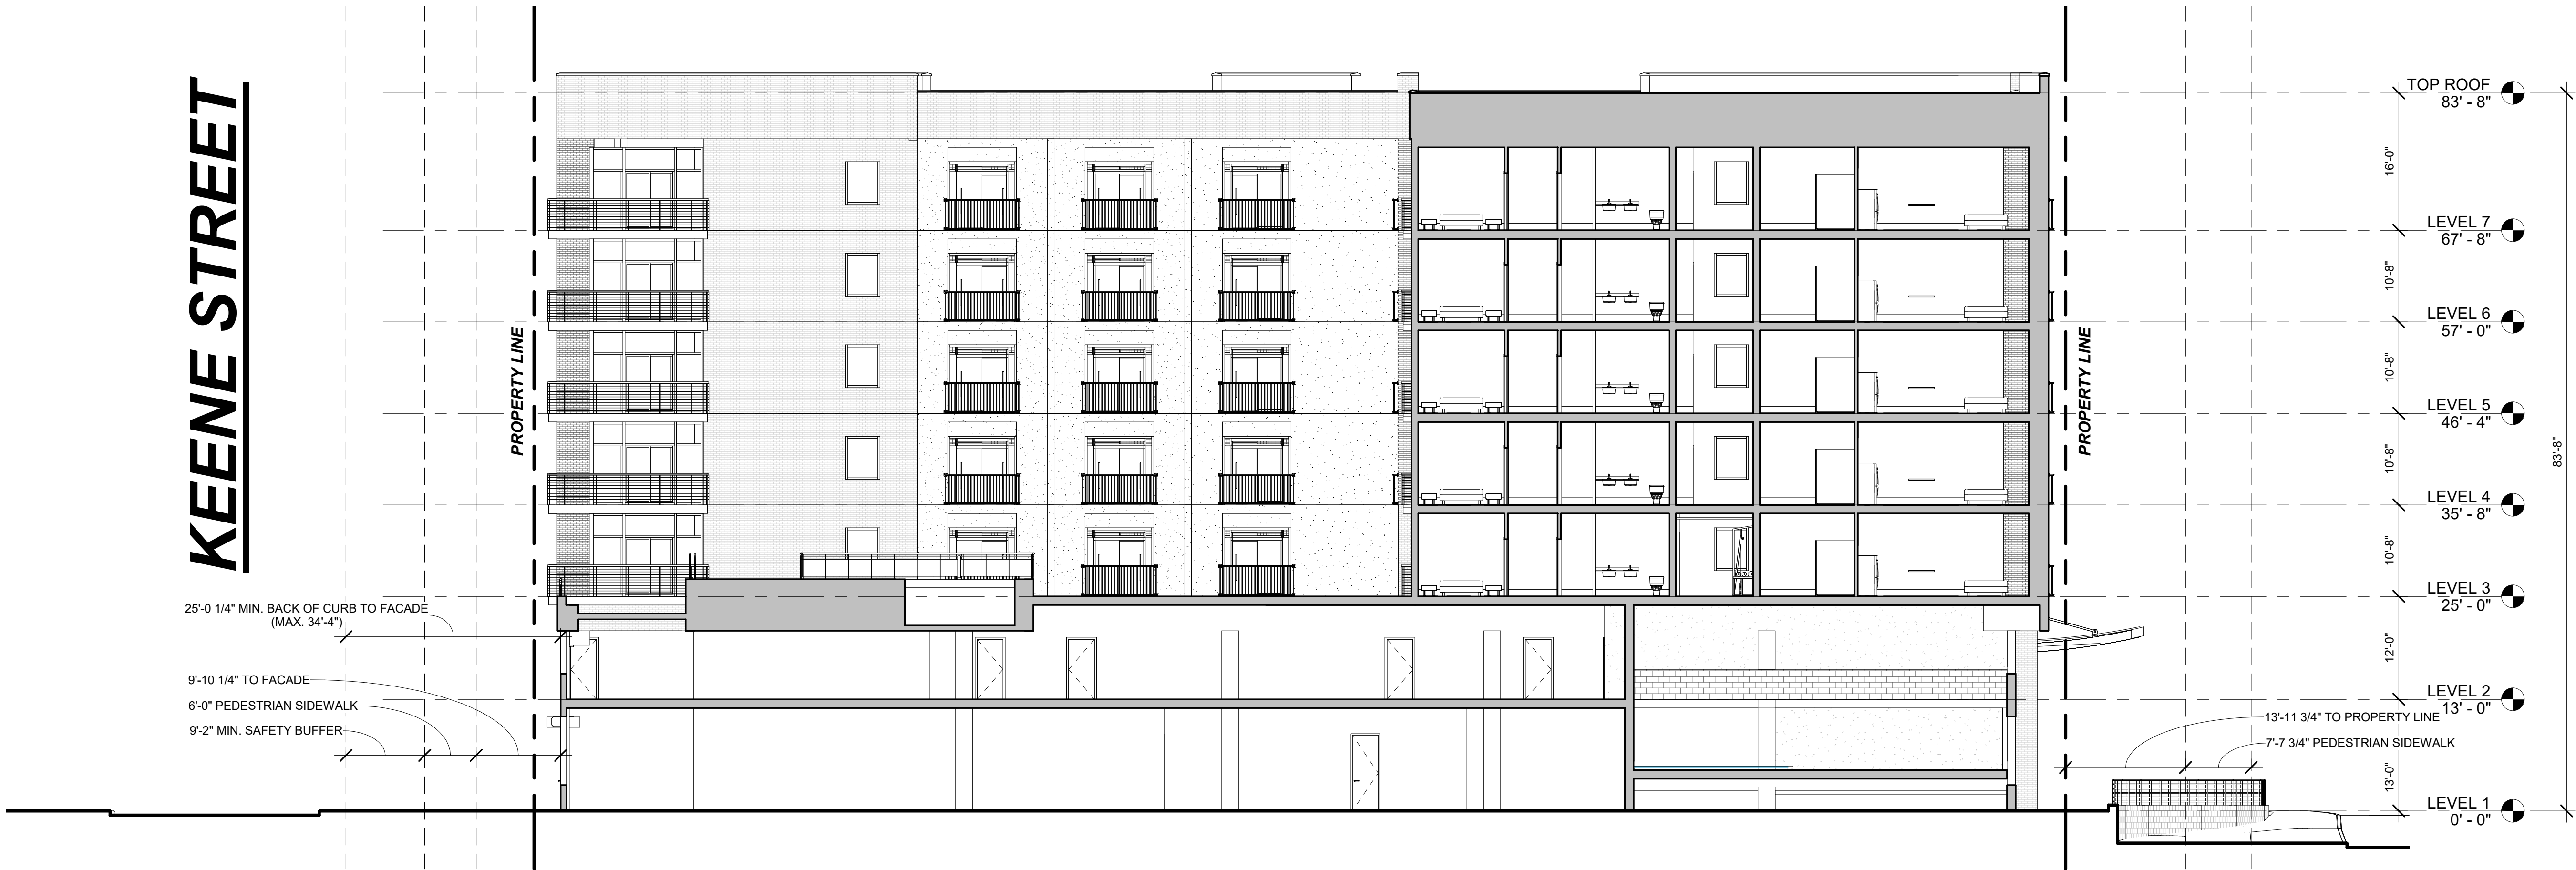 KEENE STREET
PROPERTY LINE
25'-0 1/4" MIN. BACK OF CURB TO FACADE
(MAX. 34'-4")
9'-10 1/4" TO FACADE
6'-0" PEDESTRIAN SIDEWALK
9'-2" MIN. SAFETY BUFFER
PROPERTY LINE
13'-11 3/4" TO PROPERTY LINE
7'-7 3/4" PEDESTRIAN SIDEWALK
TOP ROOF
83' - 8"
16'-0"
LEVEL 7
67' - 8"
10'-8"
LEVEL 6
57' - 0"
10'-8"
LEVEL 5
46' - 4"
10'-8"
LEVEL 4
35' - 8"
10'-8"
LEVEL 3
25' - 0"
12'-0"
LEVEL 2
13' - 0"
13'-0"
LEVEL 1
0' - 0"
83'-8"